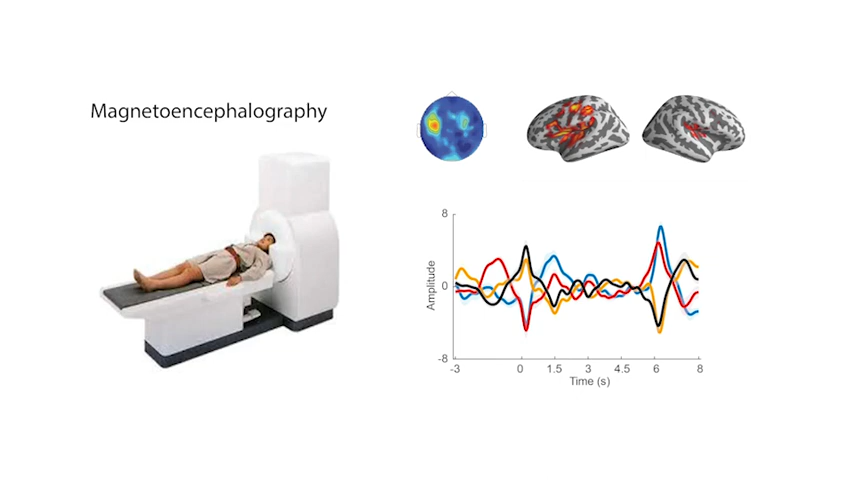 Magnetoencephalography
8
Amplitude
0
-8
-3 0 1.5 3 4.5 6 8
Time (s)